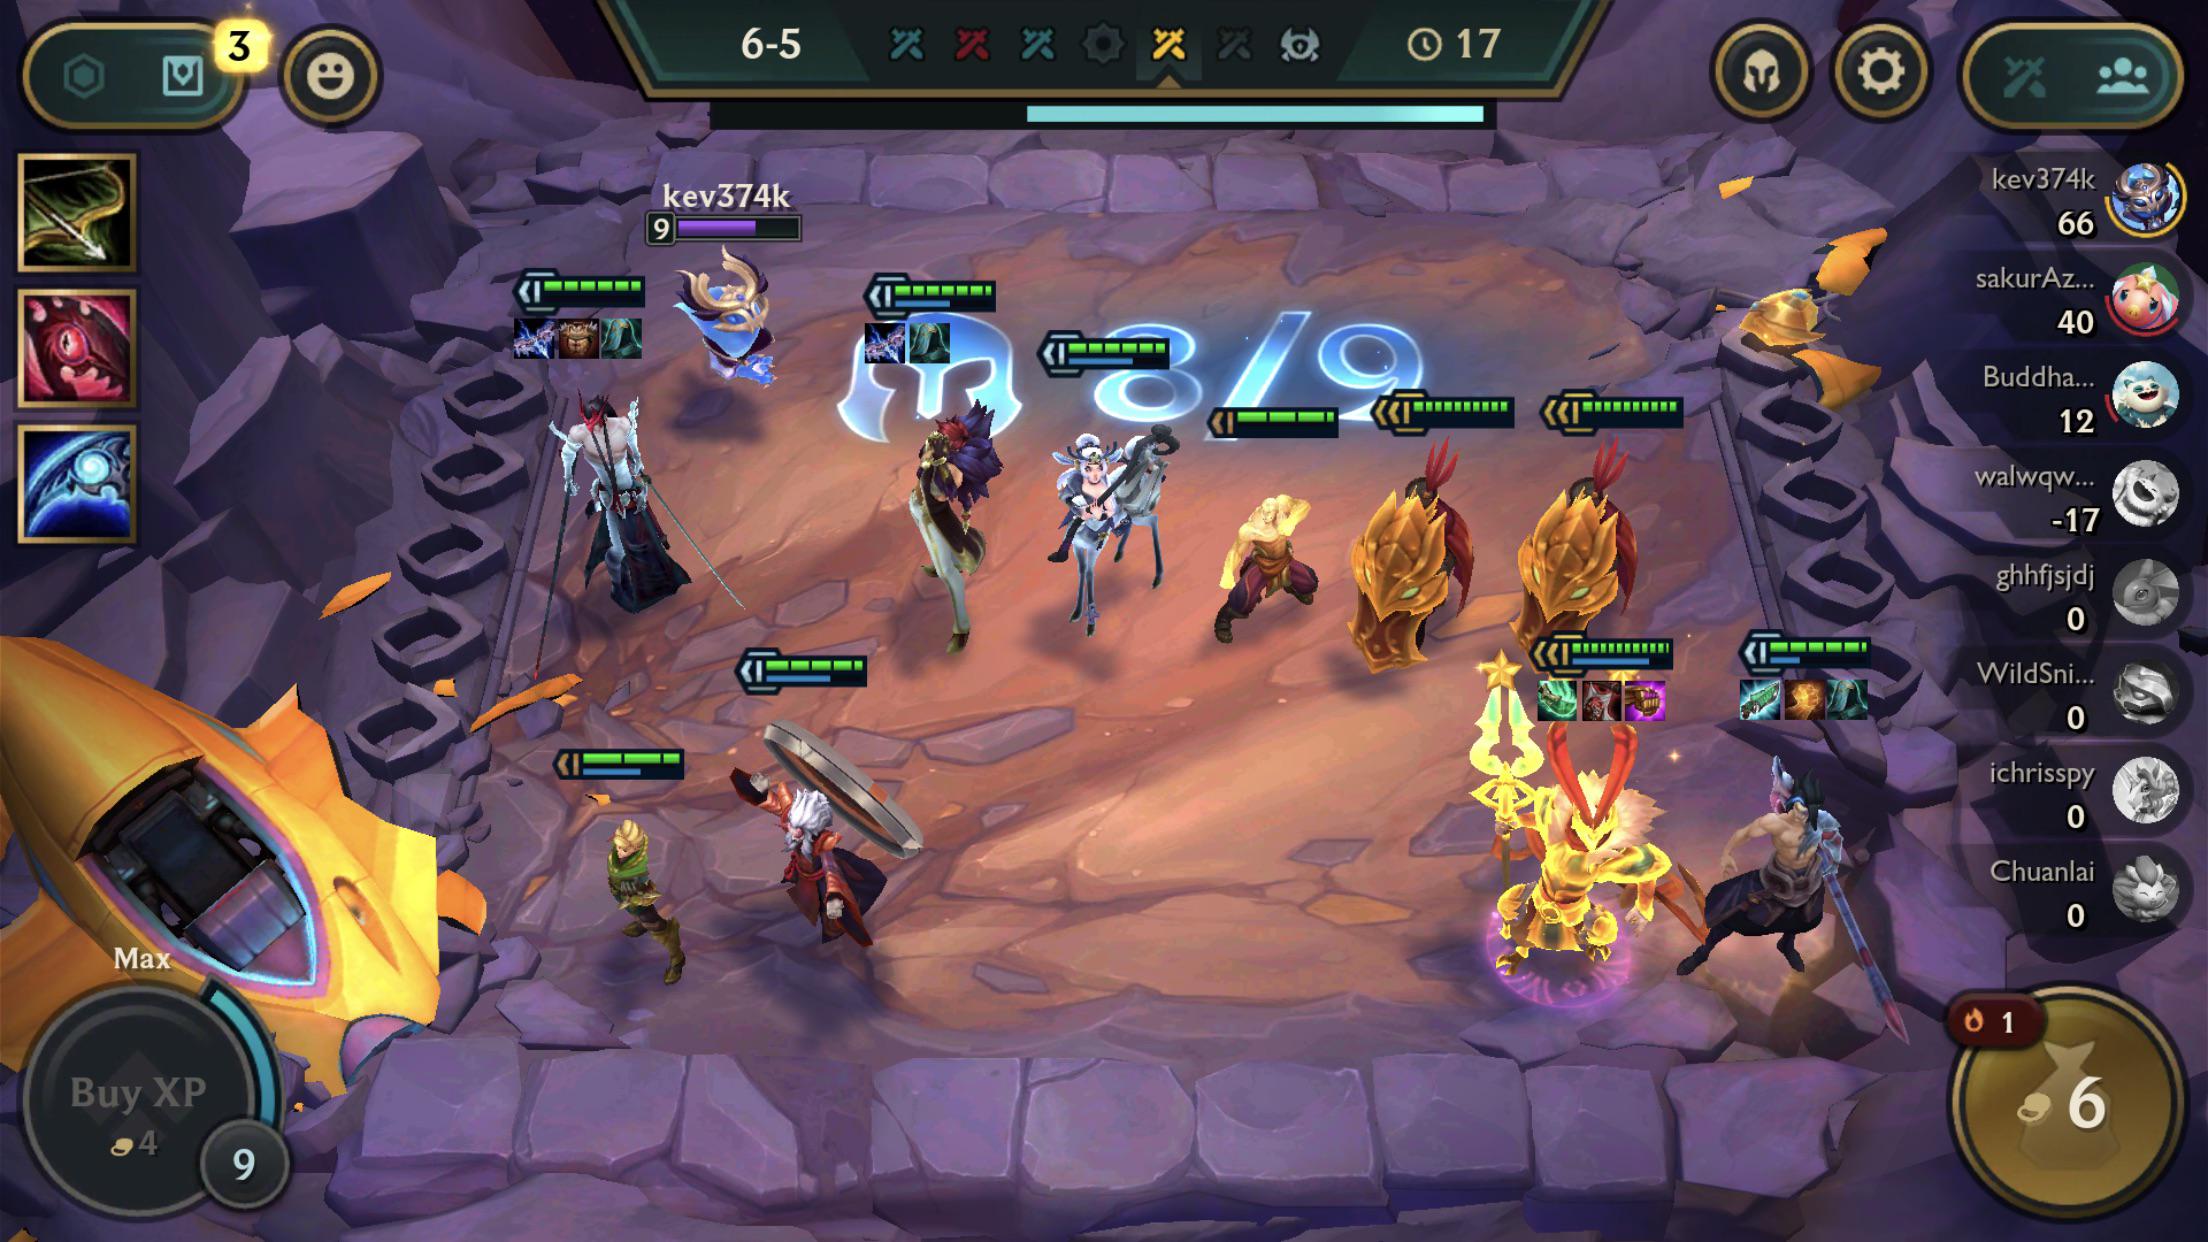 3
6-5
17
kev374k
9
8/9
kev374k
66
sakurAz...
40
Buddha...
12
walwqw...
-17
ghhfjsjdj
0
WildSni...
0
ichrisspy
0
Chuanlai
0
Max
Buy XP
4
9
1
6